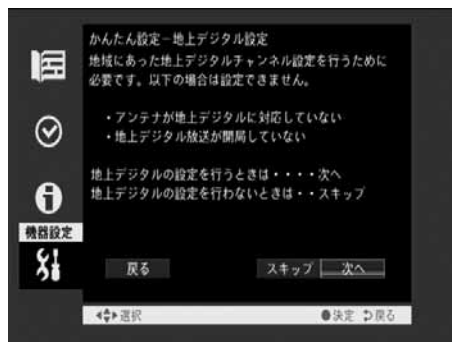 かんたん設定－地上デジタル設定
地域にあった地上デジタルチャンネル設定を行うために
必要です。以下の場合は設定できません。
・アンテナが地上デジタルに対応していない
・地上デジタル放送が開局していない
地上デジタルの設定を行うときは・・・・次へ
地上デジタルの設定を行わないときは・・スキップ
機器設定
戻る スキップ 次へ
選択 決定 戻る